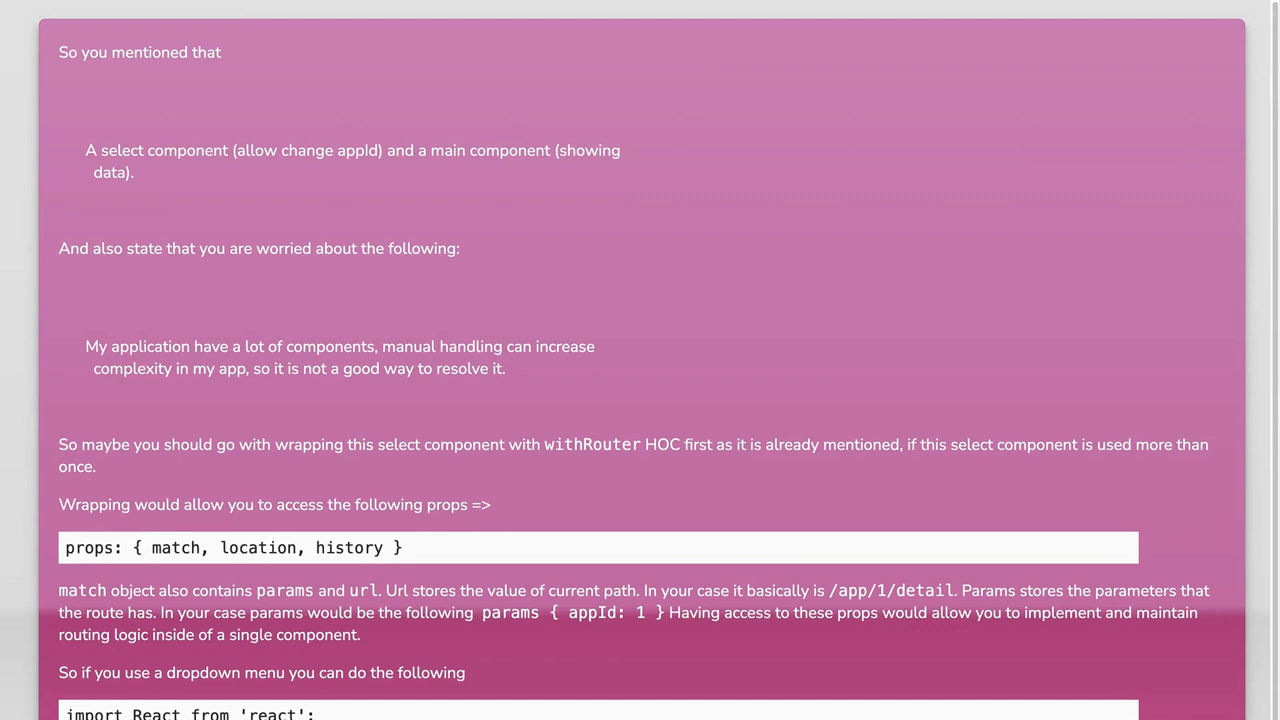 So you mentioned that
A select component (allow change appId) and a main component (showing
data).
And also state that you are worried about the following:
My application have a lot of components, manual handling can increase
complexity in my app, so it is not a good way to resolve it.
So maybe you should go with wrapping this select component with withRouter HOC first as it is already mentioned, if this select component is used more than
once.
Wrapping would allow you to access the following props =>
props: { match, location, history }
match object also contains params and url. Url stores the value of current path. In your case it basically is /app/1/detail. Params stores the parameters that
the route has. In your case params would be the following params { appId: 1 } Having access to these props would allow you to implement and maintain
routing logic inside of a single component.
So if you use a dropdown menu you can do the following
import React from 'react';